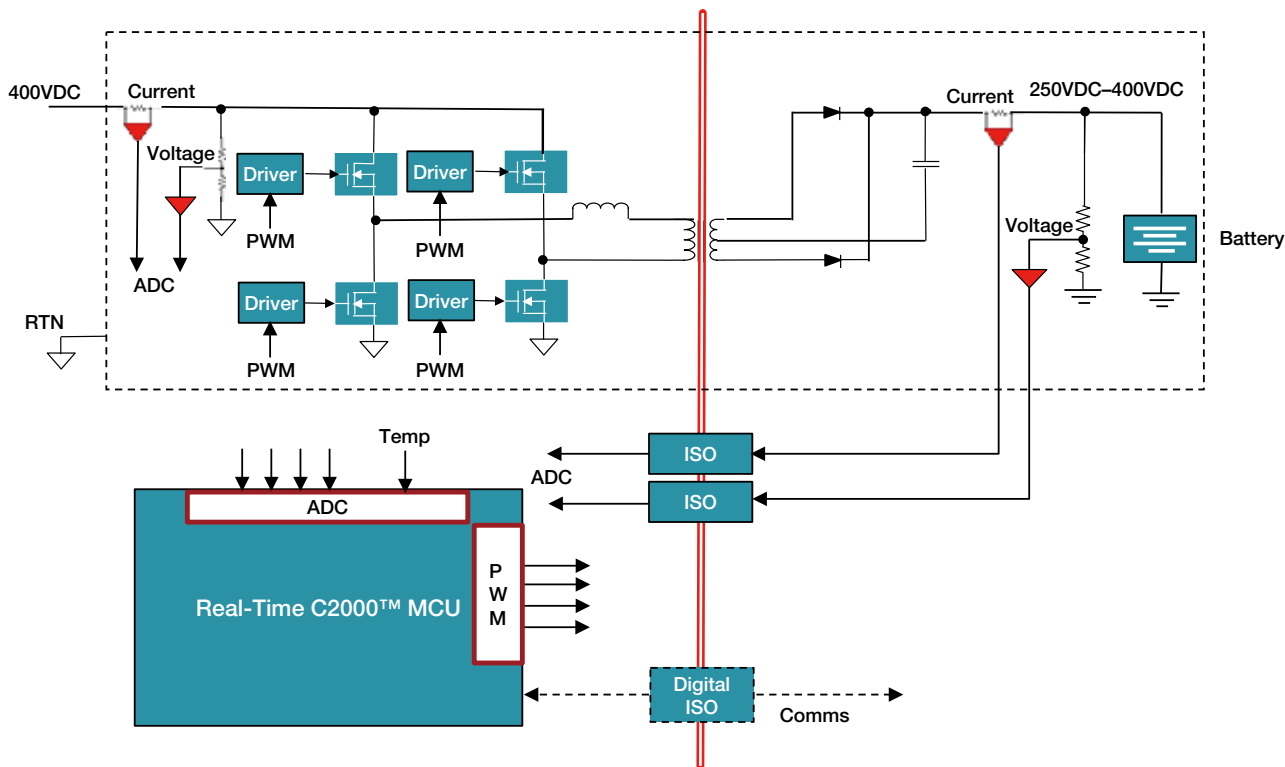 400VDC
Current
Voltage
Driver
Driver
PWM
PWM
ADC
Driver
Driver
PWM
PWM
RTN
Current
250VDC–400VDC
Voltage
Battery
Temp
ADC
ISO
ADC
ISO
P
W
M
Real-Time C2000™ MCU
Digital
ISO
Comms